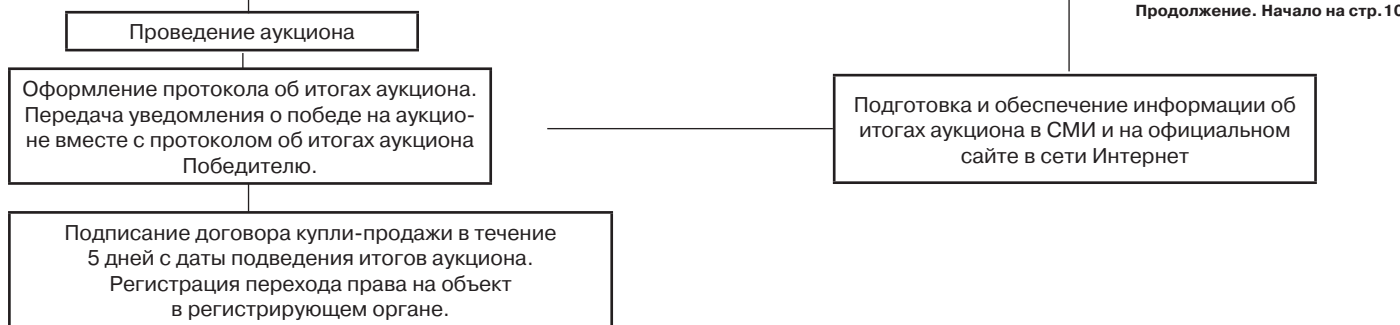 Продолжение. Начало на стр.10
Проведение аукциона
Оформление протокола об итогах аукциона.
Передача уведомления о победе на аукцио-
не вместе с протоколом об итогах аукциона
Победителю.
Подготовка и обеспечение информации об
итогах аукциона в СМИ и на официальном
сайте в сети Интернет
Подписание договора купли-продажи в течение
5 дней с даты подведения итогов аукциона.
Регистрация перехода права на объект
в регистрирующем органе.